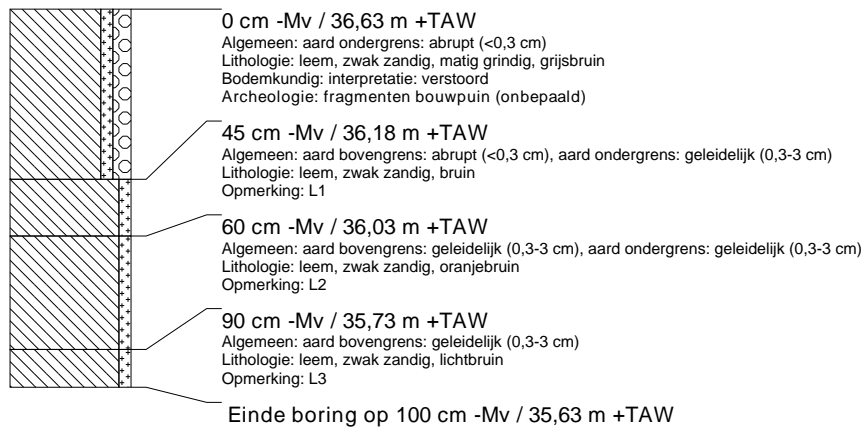 0 cm -Mv / 36,63 m +TAW
Algemeen: aard ondergrens: abrupt (<0,3 cm)
Lithologie: leem, zwak zandig, matig grindig, grijsbruin
Bodemkundig: interpretatie: verstoord
Archeologie: fragmenten bouwpuin (onbepaald)
45 cm -Mv / 36,18 m +TAW
Algemeen: aard bovengrens: abrupt (<0,3 cm), aard ondergrens: geleidelijk (0,3-3 cm)
Lithologie: leem, zwak zandig, bruin
Opmerking: L1
60 cm -Mv / 36,03 m +TAW
Algemeen: aard bovengrens: geleidelijk (0,3-3 cm), aard ondergrens: geleidelijk (0,3-3 cm)
Lithologie: leem, zwak zandig, oranjebruin
Opmerking: L2
90 cm -Mv / 35,73 m +TAW
Algemeen: aard bovengrens: geleidelijk (0,3-3 cm)
Lithologie: leem, zwak zandig, lichtbruin
Opmerking: L3
Einde boring op 100 cm -Mv / 35,63 m +TAW